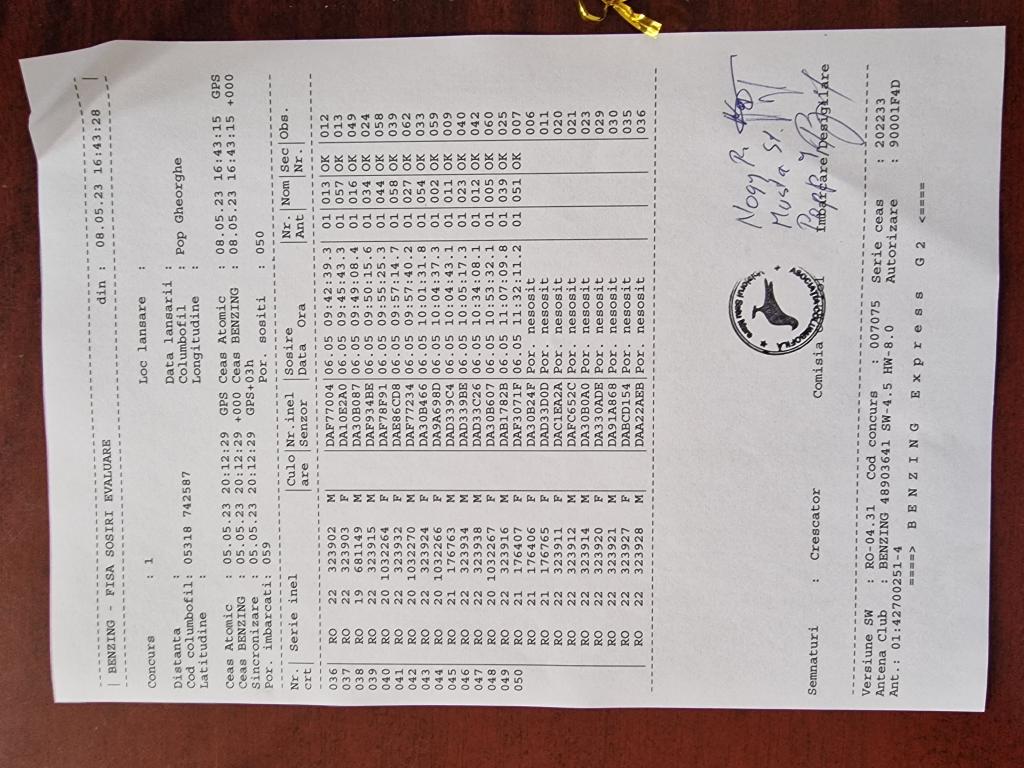 | BENZING - FISA SOSIRI EVALUARE din : 08.05.23 16:43:28 |
Concurs : 1 Loc lansare :
Distanta : Data lansarii :
Cod columbofil: 05318 742587 Columbofil : Pop Gheorghe
Latitudine : Longitudine :
Ceas Atomic : 05.05.23 20:12:29 GPS Ceas Atomic : 08.05.23 16:43:15 GPS
Ceas BENZING : 05.05.23 20:12:29 +000 Ceas BENZING : 08.05.23 16:43:15 +000
Sincronizare : 05.05.23 20:12:29 GPS+03h
Por. imbarcati: 059 Por. sositi : 050
Nr.| Serie inel |Culo|Nr.inel |Sosire |Nr. |Nom|Sec|Obs.
crt |are |Senzor |Data Ora |Ant | |Nr.|
036 RO 22 323902 M DAF77004 06.05 09:42:39.3 01 013 OK 012
037 RO 22 323903 F DA10E2A0 06.05 09:45:43.3 01 057 OK 013
038 RO 19 681149 M DA30B087 06.05 09:49:08.4 01 016 OK 049
039 RO 22 323915 M DAF934BE 06.05 09:50:15.6 01 034 OK 024
040 RO 20 1032264 F DAF78F91 06.05 09:55:25.3 01 044 OK 058
041 RO 22 323932 F DAE86CD8 06.05 09:57:14.7 01 058 OK 039
042 RO 20 1032270 M DAF77234 06.05 09:57:40.2 01 027 OK 062
043 RO 22 323924 F DA30B466 06.05 10:01:31.8 01 054 OK 033
044 RO 20 1032266 F DA9A698D 06.05 10:04:37.3 01 002 OK 059
045 RO 21 176763 M DAD339C4 06.05 10:04:43.1 01 011 OK 009
046 RO 22 323934 M DAD339BE 06.05 10:05:17.1 01 023 OK 040
047 RO 22 323938 M DAD33C26 06.05 10:34:08.1 01 012 OK 042
048 RO 20 1032267 F DA30B607 06.05 10:53:32.1 01 005 OK 060
049 RO 22 323916 M DAB1782B 06.05 11:07:09.8 01 039 OK 025
050 RO 21 176407 F DAF3071F 06.05 11:32:11.2 01 051 OK 007
RO 21 176406 F DA30B24F Por. nesosit 006
RO 21 176765 F DAD33D0D Por. nesosit 011
RO 22 323911 F DAC1EA2A Por. nesosit 020
RO 22 323912 M DAFC652C Por. nesosit 021
RO 22 323914 M DA30B0A0 Por. nesosit 023
RO 22 323920 F DA330ADE Por. nesosit 029
RO 22 323921 M DA91A868 Por. nesosit 030
RO 22 323927 F DABCD154 Por. nesosit 035
RO 22 323928 M DAA22AEB Por. nesosit 036
Nogy R.
Musta St
Papp
Semnaturi : Crescator Comisia Imbarcare/Desigilare
Versiune SW : RO-04.31 Cod concurs : 007075 Serie ceas : 202233
Antena Club : BENZING 48903641 SW-4.5 HW-8.0 Autorizare : 90001F4D
Ant.: 01:42700251-4
====> B E N Z I N G E x p r e s s G 2 <====